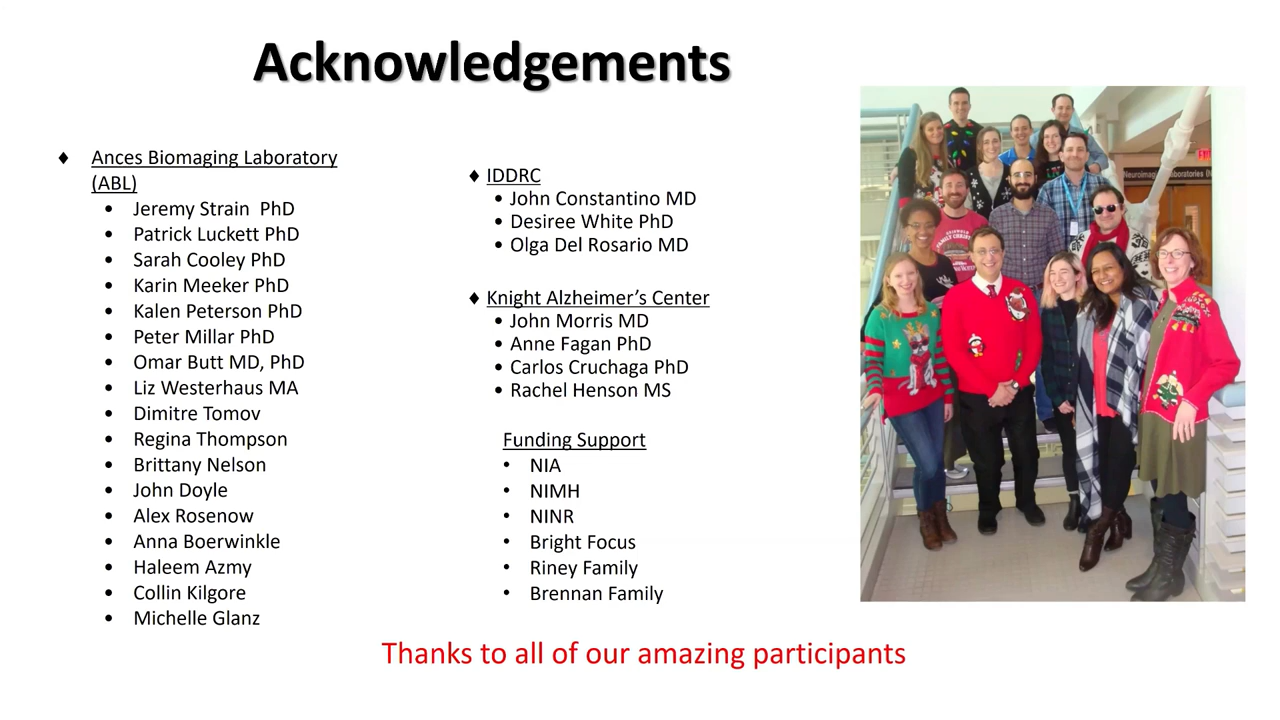 Acknowledgements
♦ Ances Biomaging Laboratory
(ABL)
• Jeremy Strain PhD
• Patrick Luckett PhD
• Sarah Cooley PhD
• Karin Meeker PhD
• Kalen Peterson PhD
• Peter Millar PhD
• Omar Butt MD, PhD
• Liz Westerhaus MA
• Dimitre Tomov
• Regina Thompson
• Brittany Nelson
• John Doyle
• Alex Rosenow
• Anna Boerwinkle
• Haleem Azmy
• Collin Kilgore
• Michelle Glanz
♦ IDDRC
• John Constantino MD
• Desiree White PhD
• Olga Del Rosario MD
♦ Knight Alzheimer’s Center
• John Morris MD
• Anne Fagan PhD
• Carlos Cruchaga PhD
• Rachel Henson MS
Funding Support
• NIA
• NIMH
• NINR
• Bright Focus
• Riney Family
• Brennan Family
Thanks to all of our amazing participants
Neuroimag Laboratories (N
FAMILY CHRIS